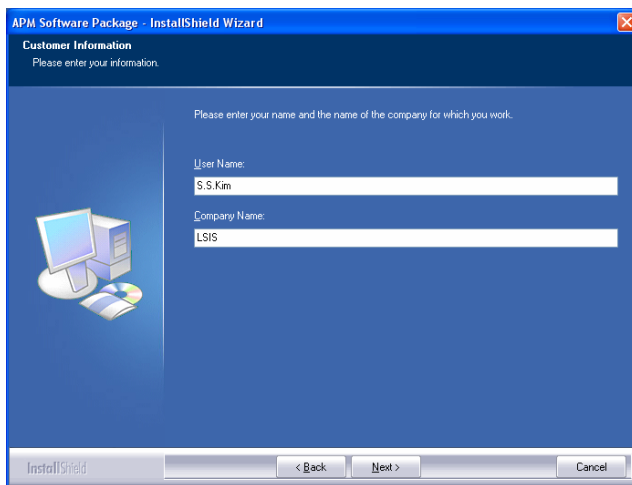 APM Software Package - InstallShield Wizard
Customer Information
Please enter your information.
Please enter your name and the name of the company for which you work.
User Name:
S.S.Kim
Company Name:
LSIS
InstallShield
< Back
Next >
Cancel